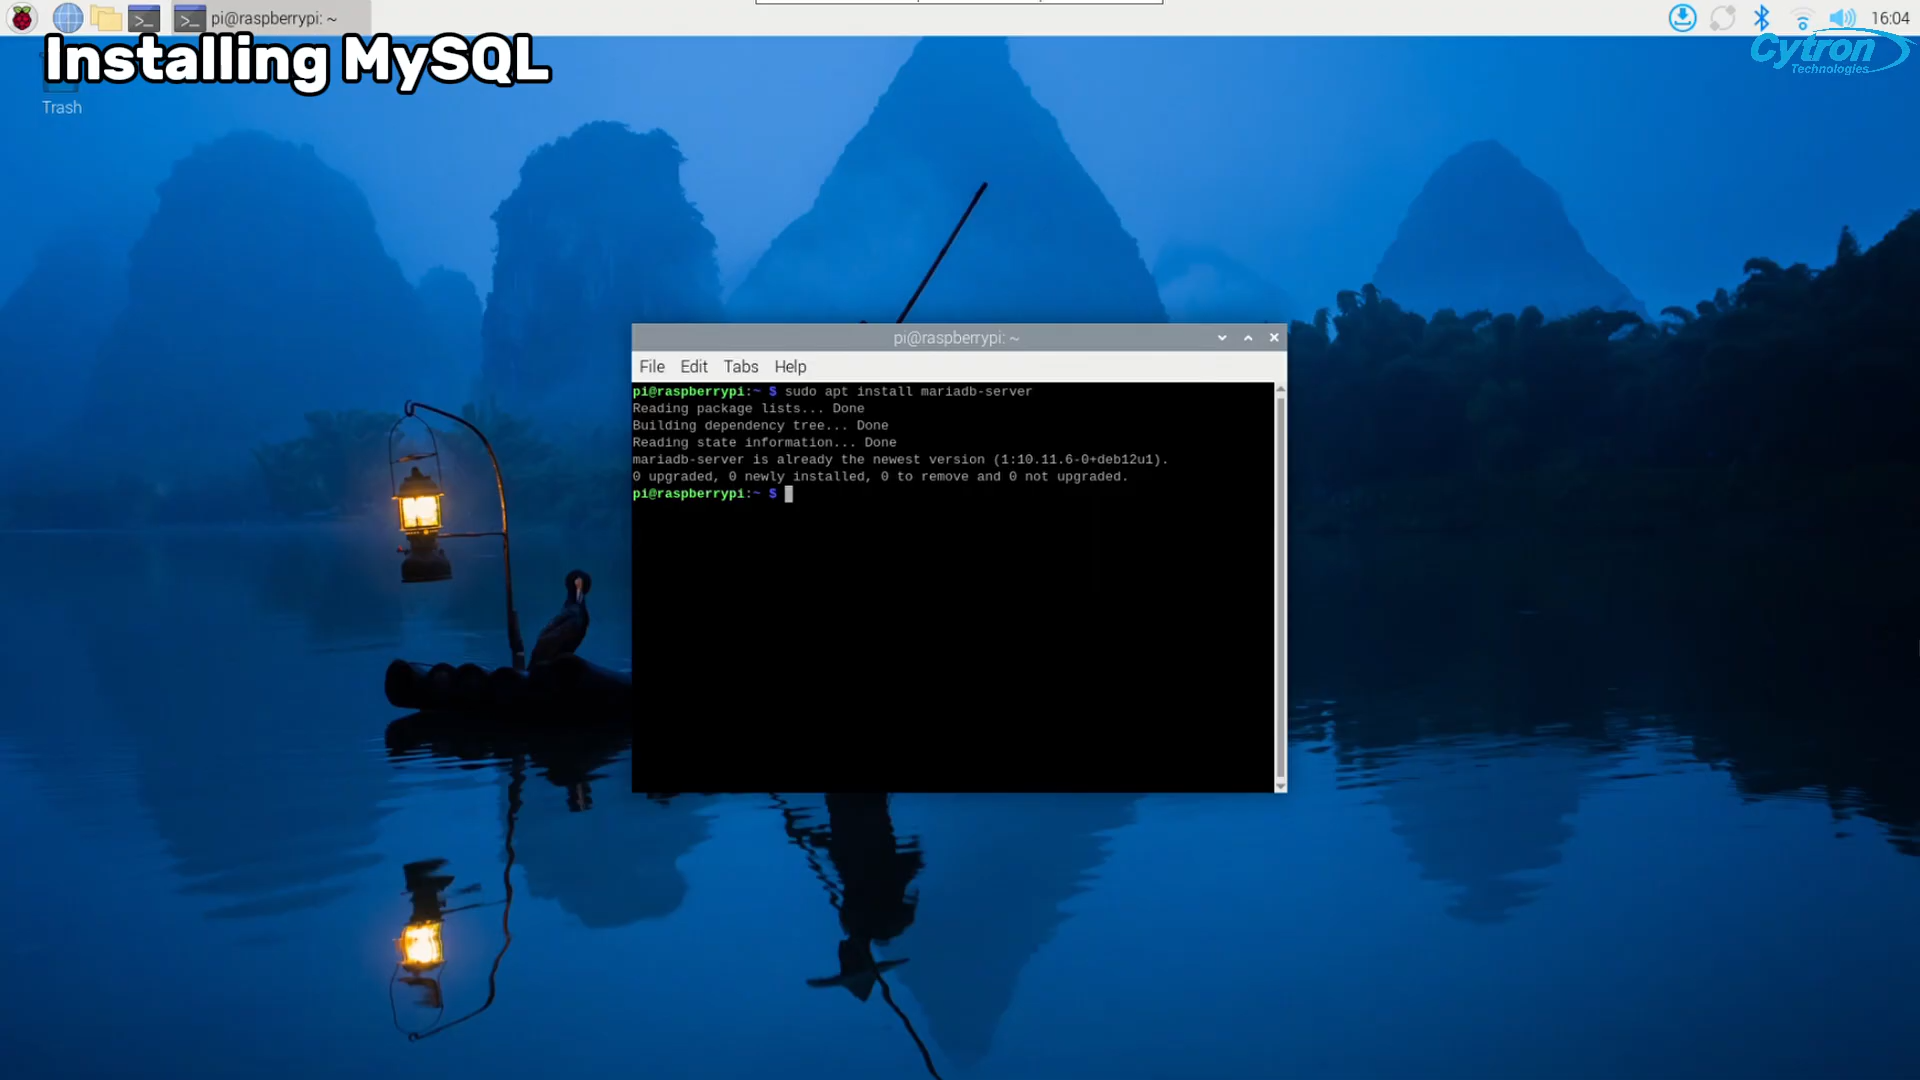 pi@raspberrypi: ~
16:04
Installing MySQL
Cytron
Technologies
Trash
pi@raspberrypi: ~
File Edit Tabs Help
pi@raspberrypi:~ $ sudo apt install mariadb-server
Reading package lists... Done
Building dependency tree... Done
Reading state information... Done
mariadb-server is already the newest version (1:10.11.6-0+deb12u1).
0 upgraded, 0 newly installed, 0 to remove and 0 not upgraded.
pi@raspberrypi:~ $